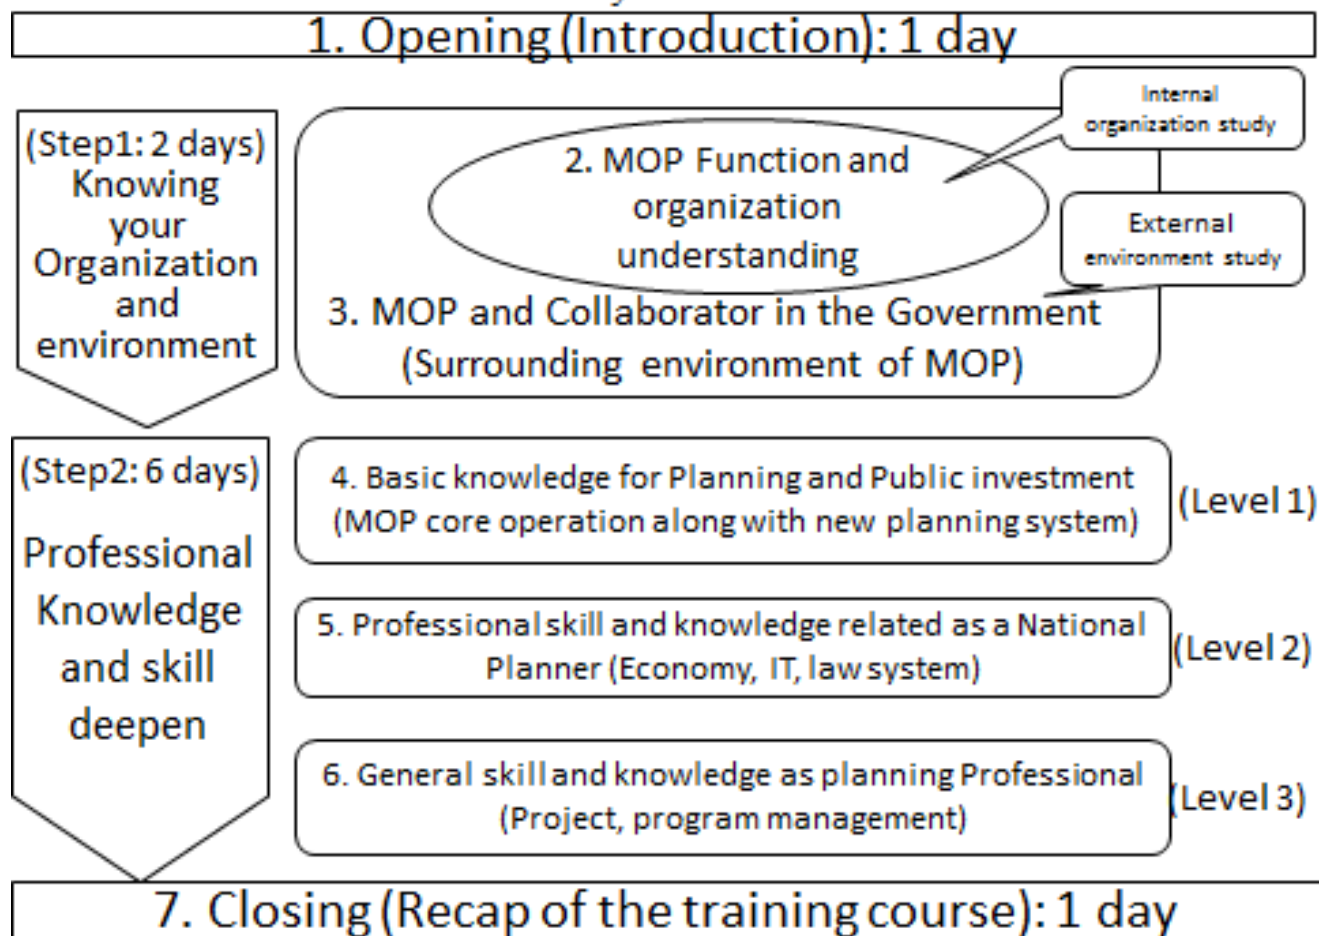 1. Opening (Introduction): 1 day
(Step1: 2 days)
Knowing
your
Organization
and
environment
Internal
organization study
2. MOP Function and
organization
understanding
External
environment study
3. MOP and Collaborator in the Government
(Surrounding environment of MOP)
(Step2: 6 days)
Professional
Knowledge
and skill
deepen
4. Basic knowledge for Planning and Public investment
(MOP core operation along with new planning system)
(Level 1)
5. Professional skill and knowledge related as a National
Planner (Economy, IT, law system)
(Level 2)
6. General skill and knowledge as planning Professional
(Project, program management)
(Level 3)
7. Closing (Recap of the training course): 1 day